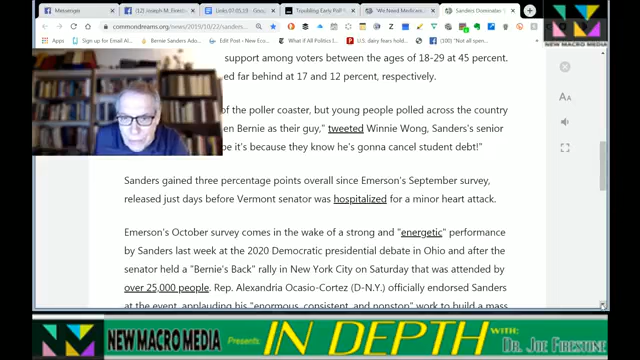 Metaverses
(12) Joseph M. Firest
Links 07.05.19
Troubling Early PoP
"We Need Medicare
Sanders Dominates
commondreams.org/news/2019/10/22/sanders
Apps
Sign up for Email Al
Bernie Sanders Ado
Edit Post ‹ New Eco
What if All Politics I
US, dairy fears hold
"Not all spen
NEW MACRO MEDIA
support among voters between the ages of 18-29 at 45 percent.
ed far behind at 17 and 12 percent, respectively.
of the poller coaster, but young people polled across the country
en Bernie as their guy," tweeted Winnie Wong, Sanders's senior
be it's because they know he's gonna cancel student debt!"
Sanders gained three percentage points overall since Emerson's September survey,
released just days before Vermont senator was hospitalized for a minor heart attack.
Emerson's October survey comes in the wake of a strong and "energetic" performance
by Sanders last week at the 2020 Democratic presidential debate in Ohio and after the
senator held a "Bernie's Back" rally in New York City on Saturday that was attended by
over 25,000 people. Rep. Alexandria Ocasio-Cortez (D-N.Y.) officially endorsed Sanders
at the event, applauding his "enormous, consistent, and nonstop" work to build a mass
NEW MACRO MEDIA Presents: IN DEPTH WITH:
DR. JOE FIRESTONE